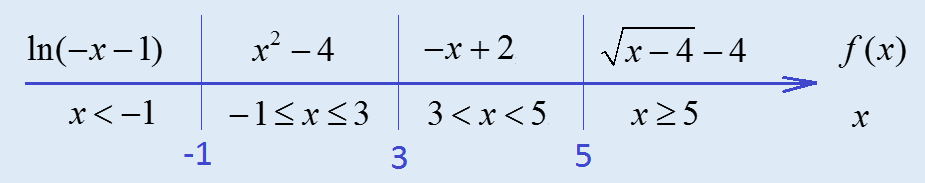 ln(−x−1) x² − 4 −x + 2 √(x−4) − 4 f(x)
x < −1 −1 ≤ x ≤ 3 3 < x < 5 x ≥ 5 x
-1 3 5